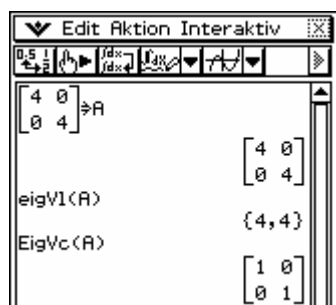 Edit Aktion Interaktiv
[4 0
0 4]⇒A
[4 0
0 4]
eigVl(A)
{4,4}
EigVc(A)
[1 0
0 1]